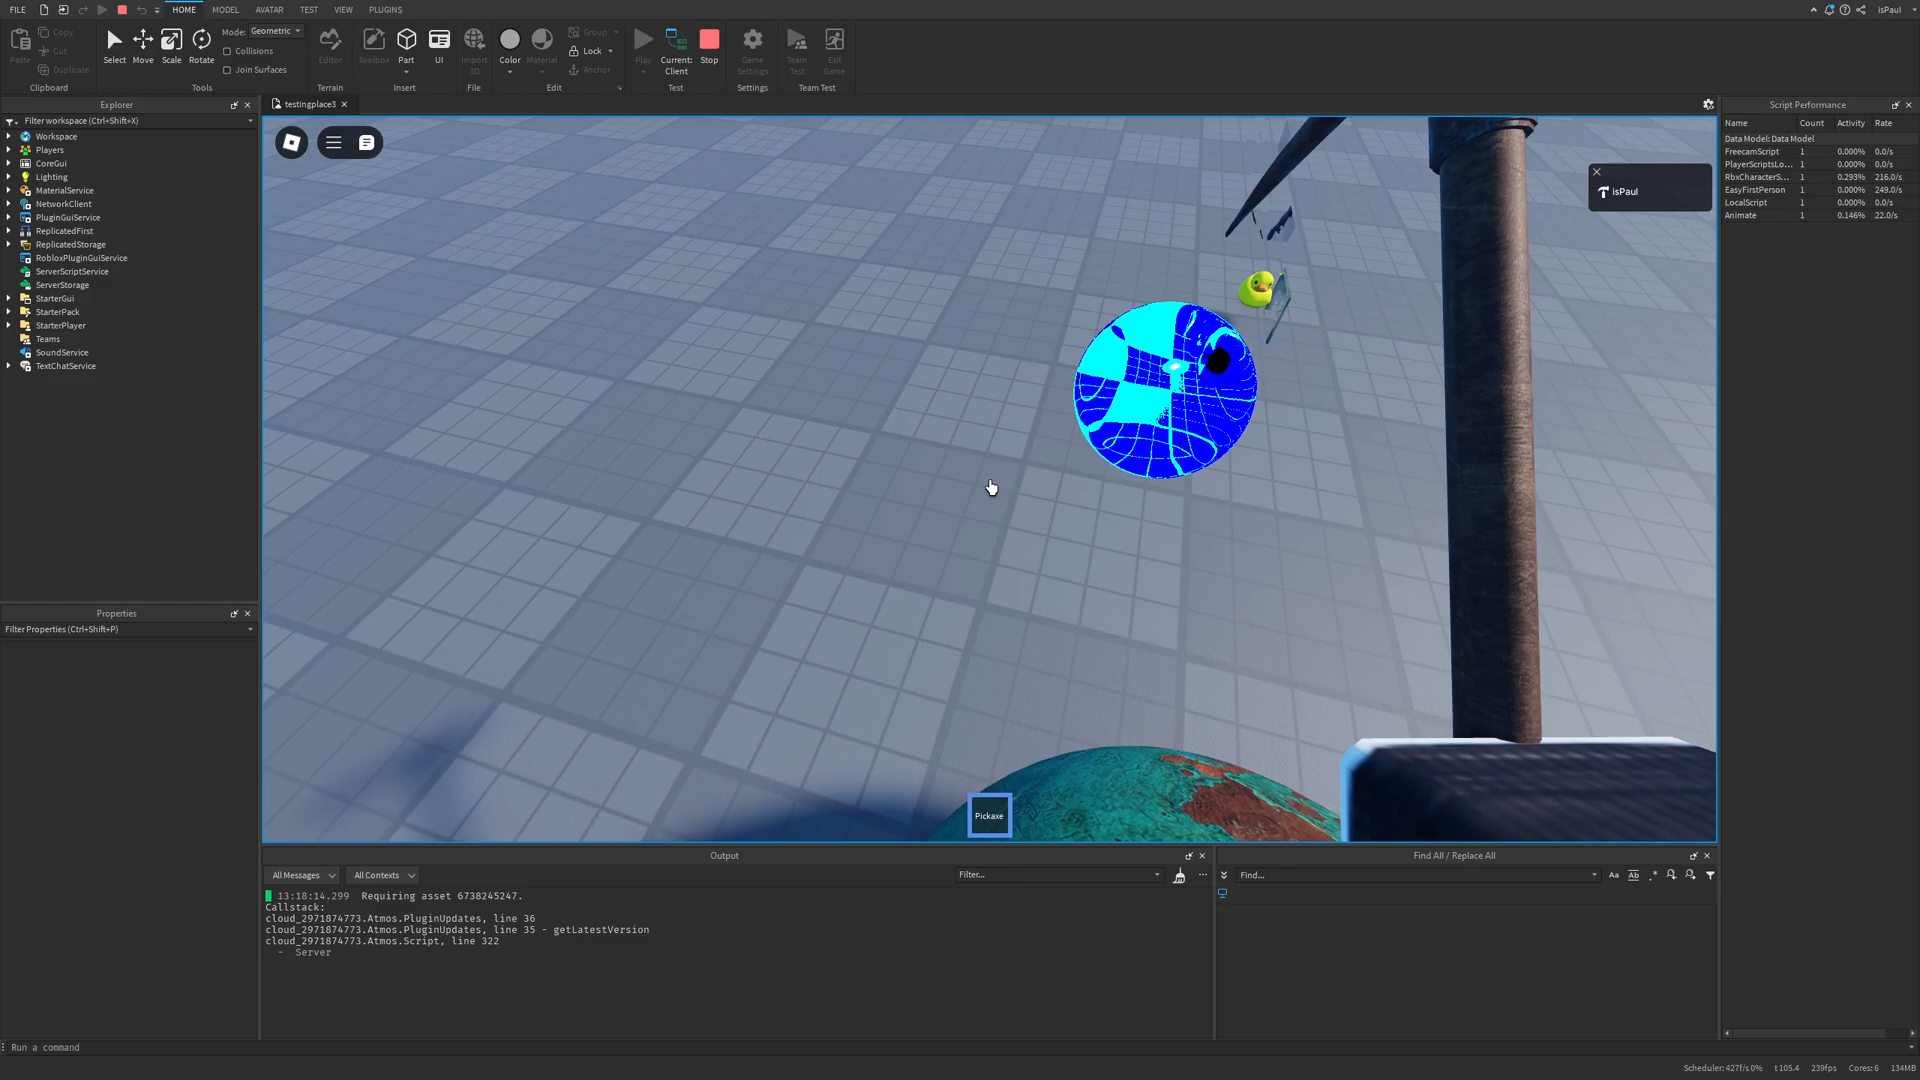 FILE
HOME
MODEL
AVATAR
TEST
VIEW
PLUGINS
isPaul
Paste
Copy
Cut
Duplicate
Clipboard
Select
Move
Scale
Rotate
Mode:
Geometric
Collisions
Join Surfaces
Tools
Editor
Terrain
Toolbox
Part
UI
Insert
Import
3D
File
Color
Material
Group
Lock
Anchor
Edit
Play
Current:
Client
Stop
Test
Game
Settings
Settings
Team
Test
Exit
Game
Team Test
Explorer
Filter workspace (Ctrl+Shift+X)
Workspace
Players
CoreGui
Lighting
MaterialService
NetworkClient
PluginGuiService
ReplicatedFirst
ReplicatedStorage
RobloxPluginGuiService
ServerScriptService
ServerStorage
StarterGui
StarterPack
StarterPlayer
Teams
SoundService
TextChatService
Properties
Filter Properties (Ctrl+Shift+P)
testingplace3
isPaul
Pickaxe
Script Performance
Name Count Activity Rate
Data Model: Data Model
FreecamScript 1 0.000% 0.0/s
PlayerScriptsLo... 1 0.000% 0.0/s
RbxCharacterS... 1 0.293% 216.0/s
EasyFirstPerson 1 0.000% 249.0/s
LocalScript 1 0.000% 0.0/s
Animate 1 0.146% 22.0/s
Output
All Messages
All Contexts
Filter...
13:18:14.299 Requiring asset 6738245247.
Callstack:
cloud_2971874773.Atmos.PluginUpdates, line 36
cloud_2971874773.Atmos.PluginUpdates, line 35 - getLatestVersion
cloud_2971874773.Atmos.Script, line 322
- Server
Find All / Replace All
Find...
Aa
Ab
Run a command
Scheduler: 427f/s 0% t 105.4 239fps Cores: 6 134MB